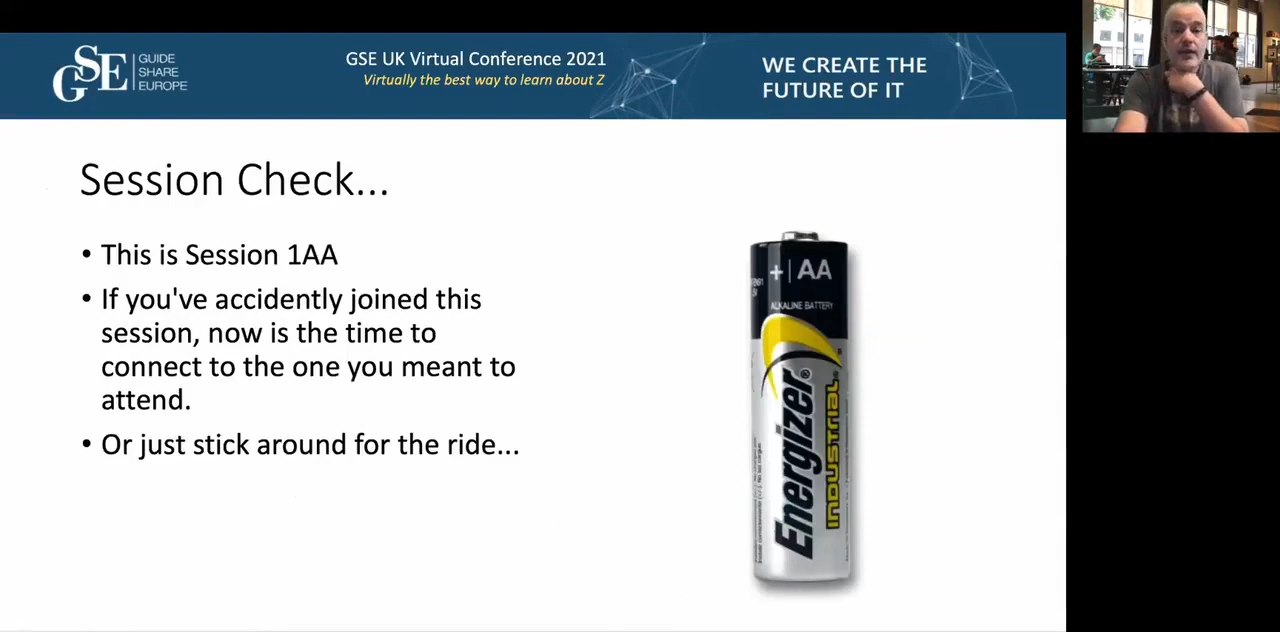 GSE
GUIDE
SHARE
EUROPE
GSE UK Virtual Conference 2021
Virtually the best way to learn about Z
WE CREATE THE
FUTURE OF IT
Session Check...
• This is Session 1AA
• If you've accidently joined this
session, now is the time to
connect to the one you meant to
attend.
• Or just stick around for the ride...
+ | AA
ALKALINE BATTERY
Energizer®
INDUSTRIAL